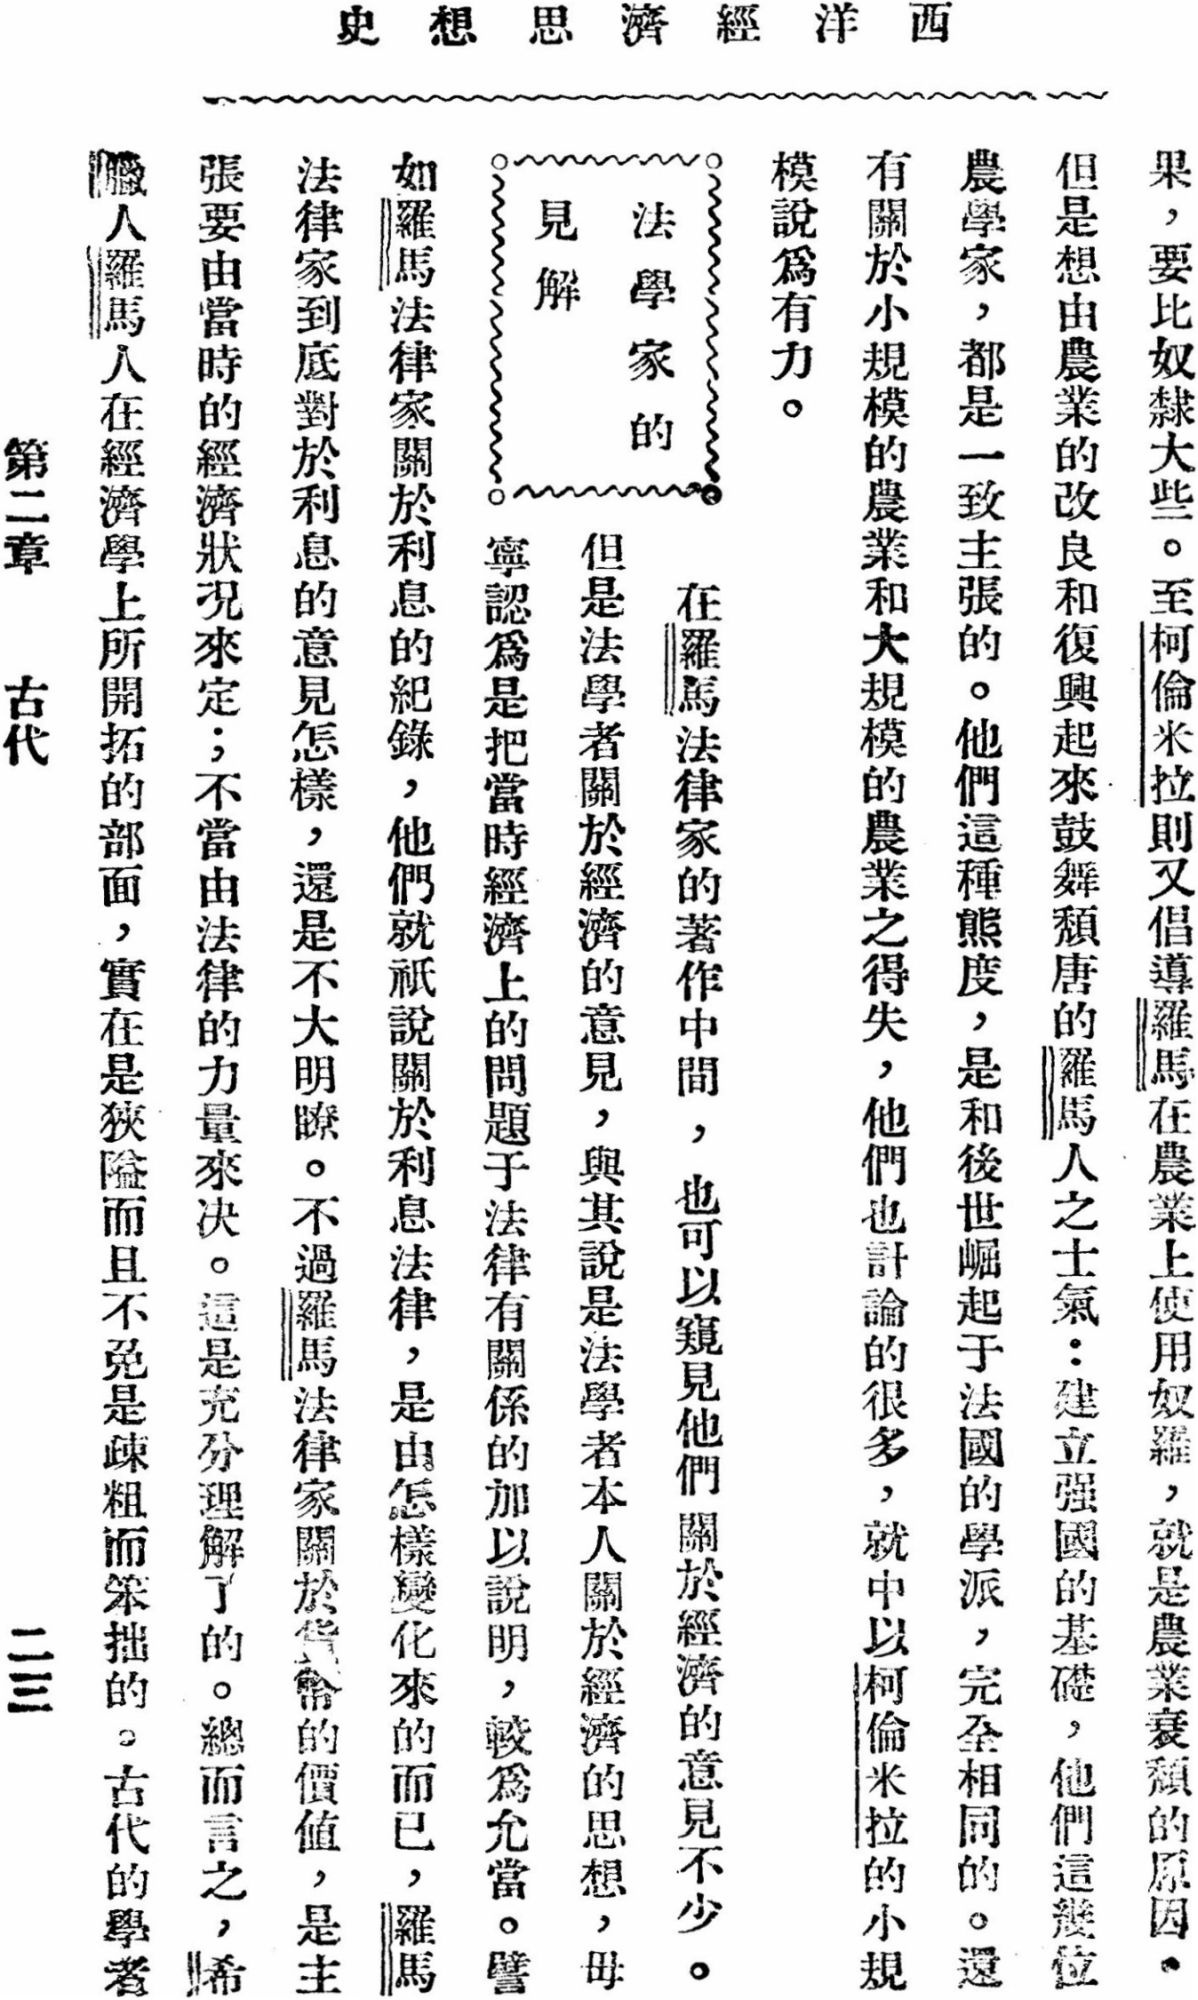 西洋經濟思想史
果，要比奴隸大些。至柯倫米拉則又倡導羅馬在農業上使用奴羅，就是農業衰頹的原因。
但是想由農業的改良和復興起來鼓舞頹唐的羅馬人之士氣：建立强國的基礎，他們這幾位
農學家，都是一致主張的。他們這種熊度，是和後世崛起于法國的學派，完全相同的。還
有關於小規模的農業和大規模的農業之得失，他們也計論的很多，就中以柯倫米拉的小規
模說爲有力。
法學家的
見解
在羅馬法律家的著作中間，也可以窺見他們關於經濟的意見不少。
但是法學者關於經濟的意見，與其說是法學者本人關於經濟的思想，毋
寧認爲是把當時經濟上的問題于法律有關係的加以說明，較爲允當。譬
如羅馬法律家關於利息的紀錄，他們就祇說關於利息法律，是由怎樣變化來的而已，羅馬
法律家到底對於利息的意見怎樣，還是不大明瞭。不過羅馬法律家關於貨幣的價值，是主
張要由當時的經濟狀況來定；不當由法律的力量來决。這是充分理解了的。總而言之，希
臘人羅馬人在經濟學上所開拓的部面，實在是狹隘而且不免是疎粗而笨拙的。古代的學者
第二章　古代
二三